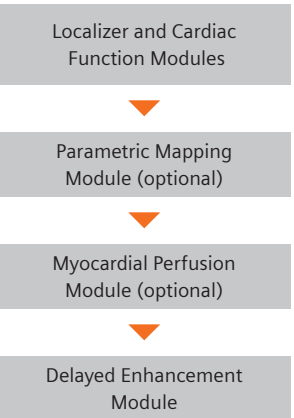 Localizer and Cardiac
Function Modules
Parametric Mapping
Module (optional)
Myocardial Perfusion
Module (optional)
Delayed Enhancement
Module